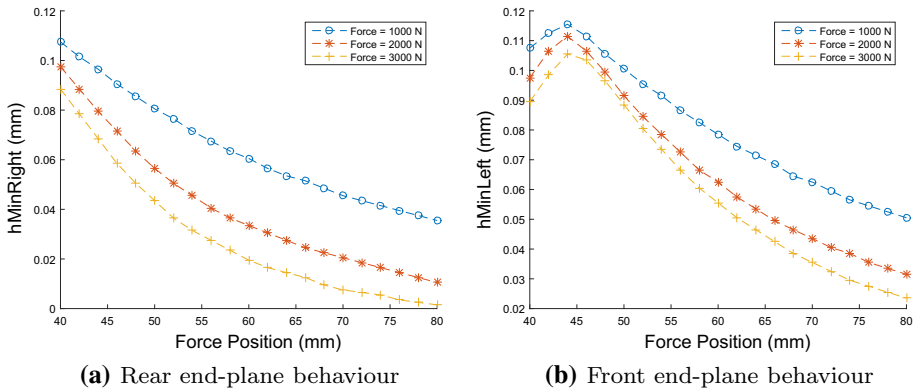 Force = 1000 N
Force = 2000 N
Force = 3000 N
0.12
0.1
0.08
0.06
0.04
0.02
0
hMinRight (mm)
40 45 50 55 60 65 70 75 80
Force Position (mm)
(a) Rear end-plane behaviour
Force = 1000 N
Force = 2000 N
Force = 3000 N
0.12
0.11
0.1
0.09
0.08
0.07
0.06
0.05
0.04
0.03
0.02
hMinLeft (mm)
40 45 50 55 60 65 70 75 80
Force Position (mm)
(b) Front end-plane behaviour